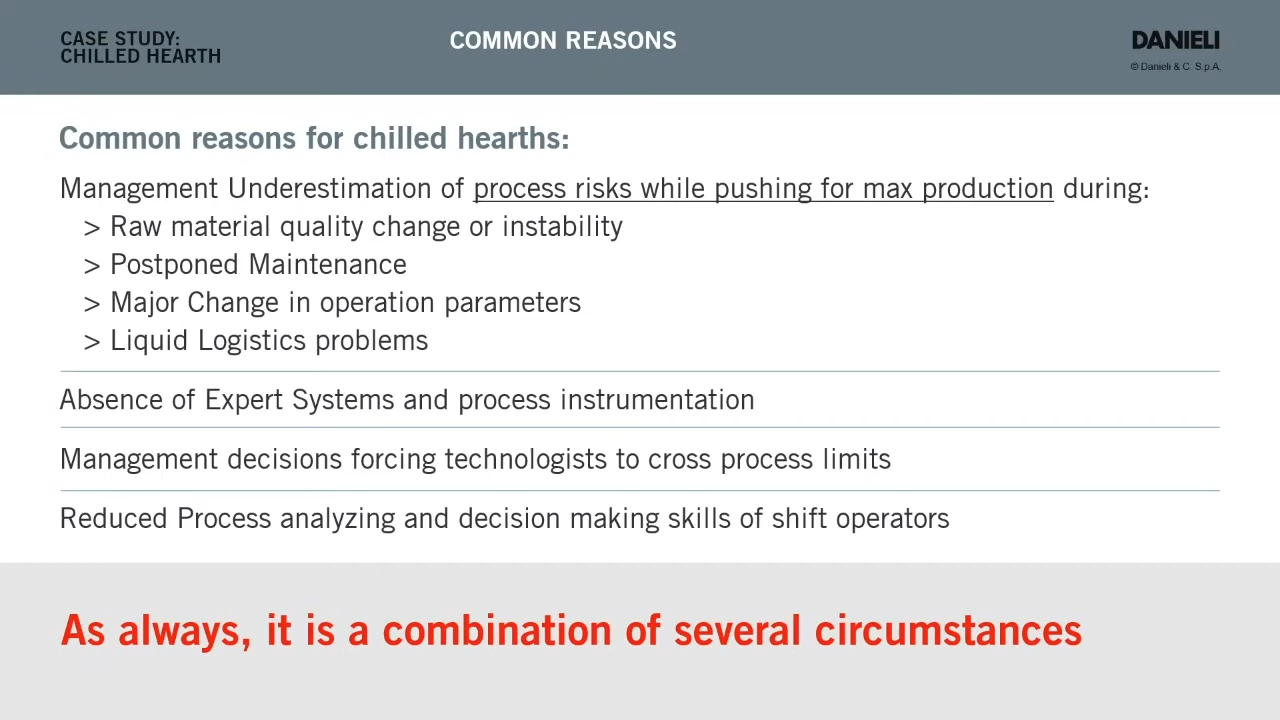 CASE STUDY:
CHILLED HEARTH
COMMON REASONS
DANIELI
© Danieli & C. S.p.A.
Common reasons for chilled hearths:
Management Underestimation of process risks while pushing for max production during:
> Raw material quality change or instability
> Postponed Maintenance
> Major Change in operation parameters
> Liquid Logistics problems
Absence of Expert Systems and process instrumentation
Management decisions forcing technologists to cross process limits
Reduced Process analyzing and decision making skills of shift operators
As always, it is a combination of several circumstances